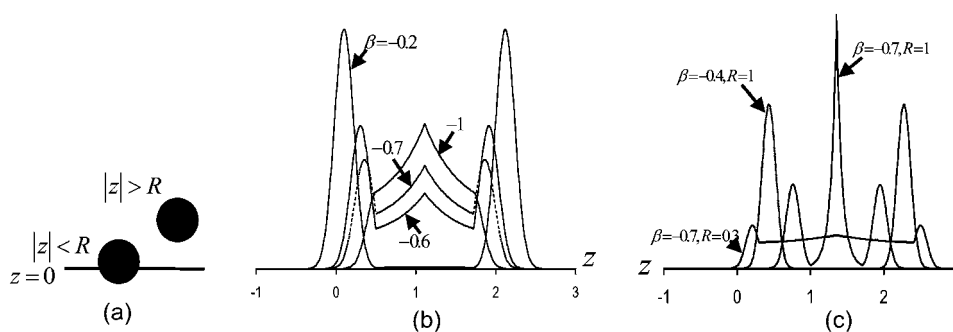 |z|>R
|z|<R
z=0
(a)
β=−0.2
−1
−0.7
−0.6
z
-1 0 1 2 3
(b)
β=−0.7,R=1
β=−0.4,R=1
β=−0.7,R=0.3
z
-1 0 1 2
(c)